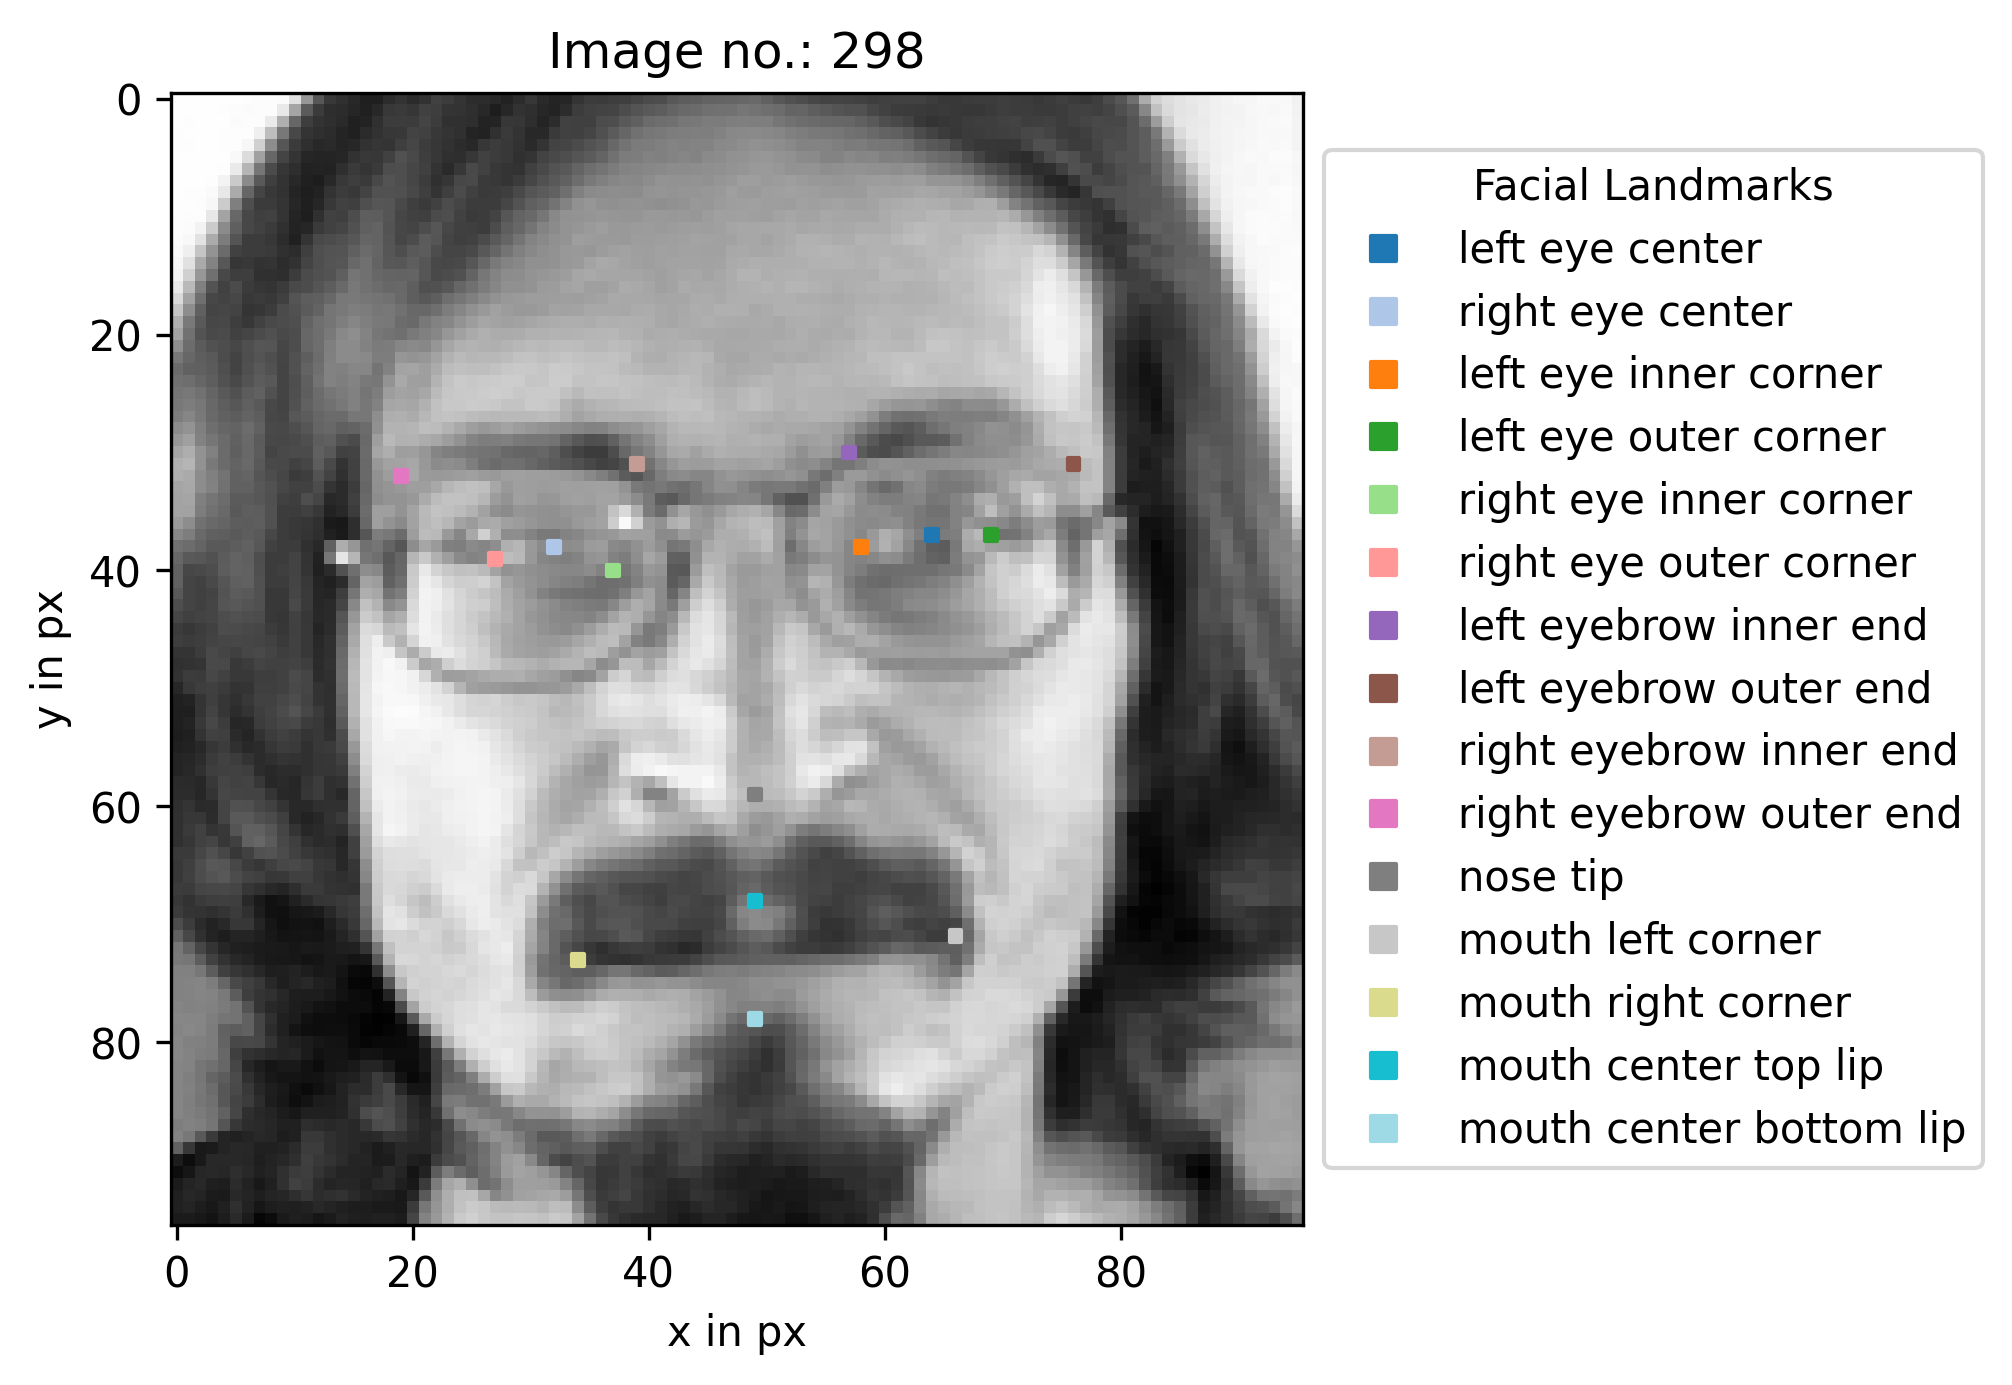 Image no.: 298
0
20
40
60
80
y in px
0 20 40 60 80
x in px
Facial Landmarks
left eye center
right eye center
left eye inner corner
left eye outer corner
right eye inner corner
right eye outer corner
left eyebrow inner end
left eyebrow outer end
right eyebrow inner end
right eyebrow outer end
nose tip
mouth left corner
mouth right corner
mouth center top lip
mouth center bottom lip